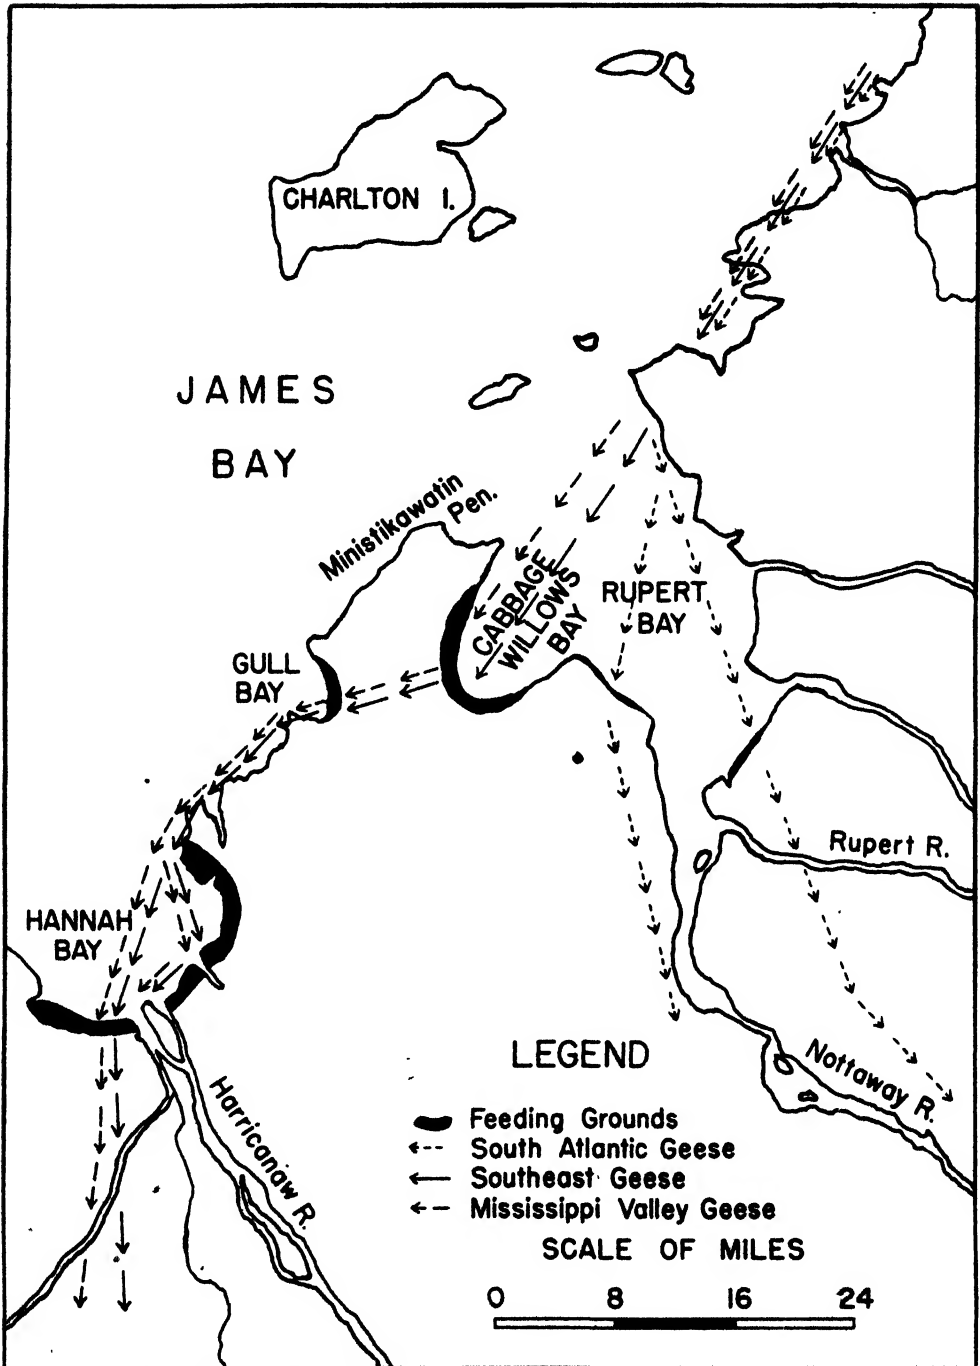 CHARLTON I.
JAMES
BAY
Ministikawatin
Pen.
CABBAGE
WILLOWS
BAY
RUPERT
BAY
GULL
BAY
Rupert R.
HANNAH
BAY
Nottaway R.
Harricanaw R.
LEGEND
Feeding Grounds
South Atlantic Geese
Southeast Geese
Mississippi Valley Geese
SCALE OF MILES
0 8 16 24